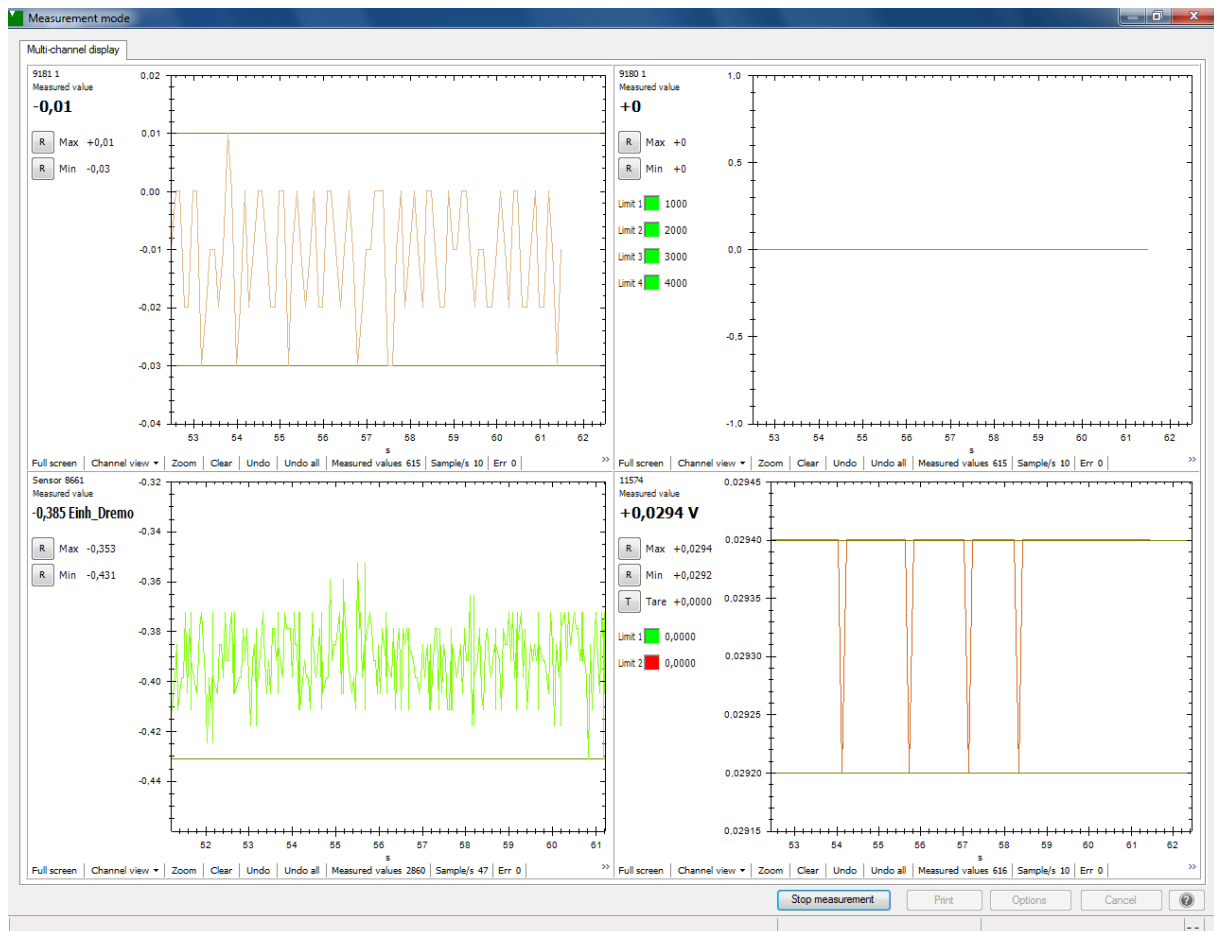 Measurement mode
Multi-channel display
9181 1
Measured value
-0,01
R Max +0,01
R Min -0,03
0,02
0,01
0,00
-0,01
-0,02
-0,03
-0,04
53 54 55 56 57 58 59 60 61 62
s
Full screen Channel view Zoom Clear Undo Undo all Measured values 615 Sample/s 10 Err 0 »
9180 1
Measured value
+0
R Max +0
R Min +0
Limit 1 1000
Limit 2 2000
Limit 3 3000
Limit 4 4000
1,0
0,5
0,0
-0,5
-1,0
53 54 55 56 57 58 59 60 61 62
s
Full screen Channel view Zoom Clear Undo Undo all Measured values 615 Sample/s 10 Err 0 »
Sensor 8661
Measured value
-0,385 Einh_Dremo
R Max -0,353
R Min -0,431
-0,32
-0,34
-0,36
-0,38
-0,40
-0,42
-0,44
52 53 54 55 56 57 58 59 60 61
s
Full screen Channel view Zoom Clear Undo Undo all Measured values 2860 Sample/s 47 Err 0 »
11574
Measured value
+0,0294 V
R Max +0,0294
R Min +0,0292
T Tare +0,0000
Limit 1 0,0000
Limit 2 0,0000
0,02945
0,02940
0,02935
0,02930
0,02925
0,02920
0,02915
53 54 55 56 57 58 59 60 61 62
s
Full screen Channel view Zoom Clear Undo Undo all Measured values 616 Sample/s 10 Err 0 »
Stop measurement Print Options Cancel ?
--